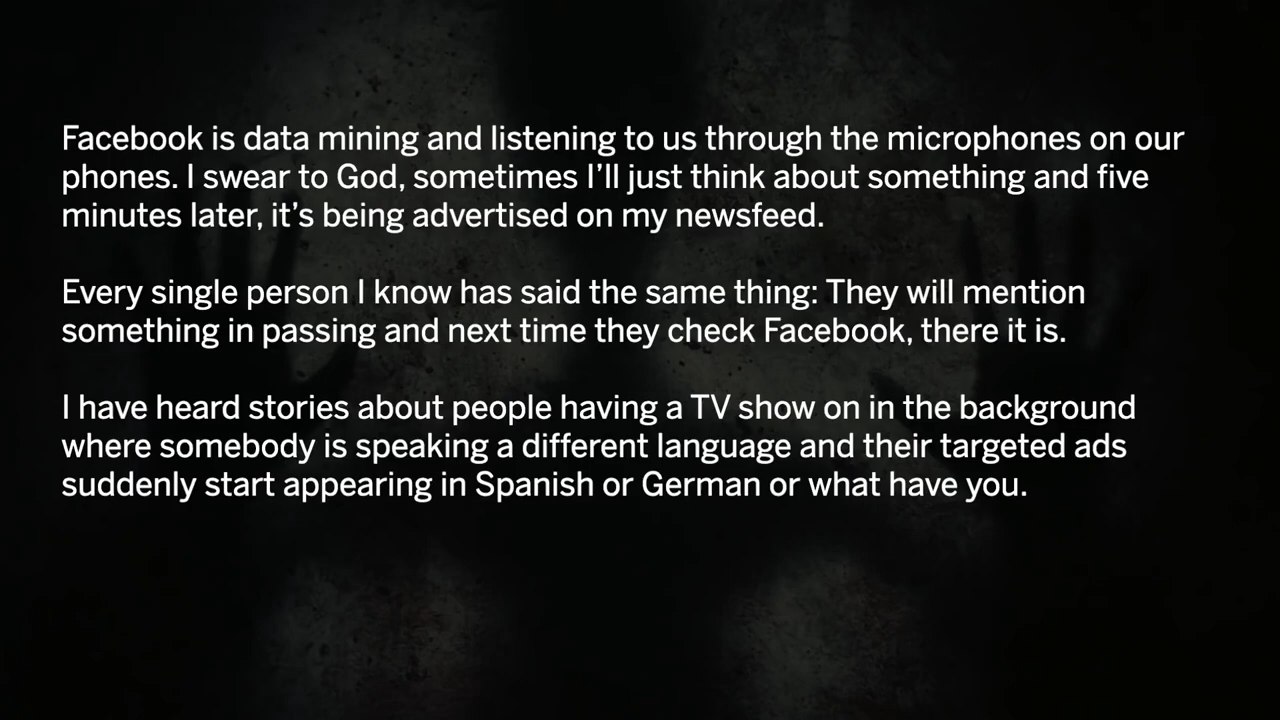 Facebook is data mining and listening to us through the microphones on our
phones. I swear to God, sometimes I’ll just think about something and five
minutes later, it’s being advertised on my newsfeed.
Every single person I know has said the same thing: They will mention
something in passing and next time they check Facebook, there it is.
I have heard stories about people having a TV show on in the background
where somebody is speaking a different language and their targeted ads
suddenly start appearing in Spanish or German or what have you.